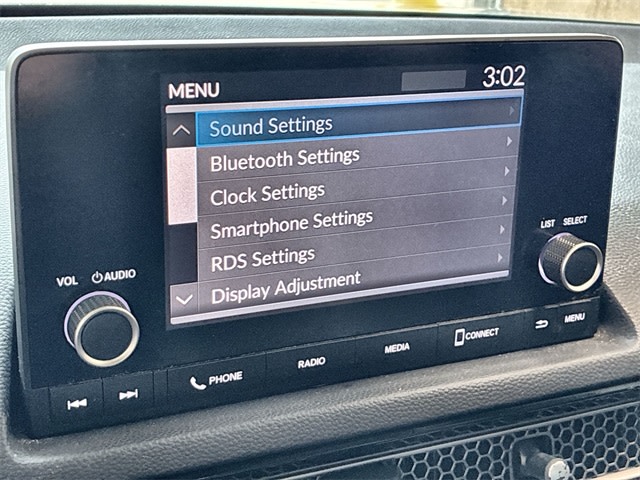 MENU 3:02
Sound Settings
Bluetooth Settings
Clock Settings
Smartphone Settings
RDS Settings
Display Adjustment
VOL AUDIO
LIST SELECT
PHONE RADIO MEDIA CONNECT MENU